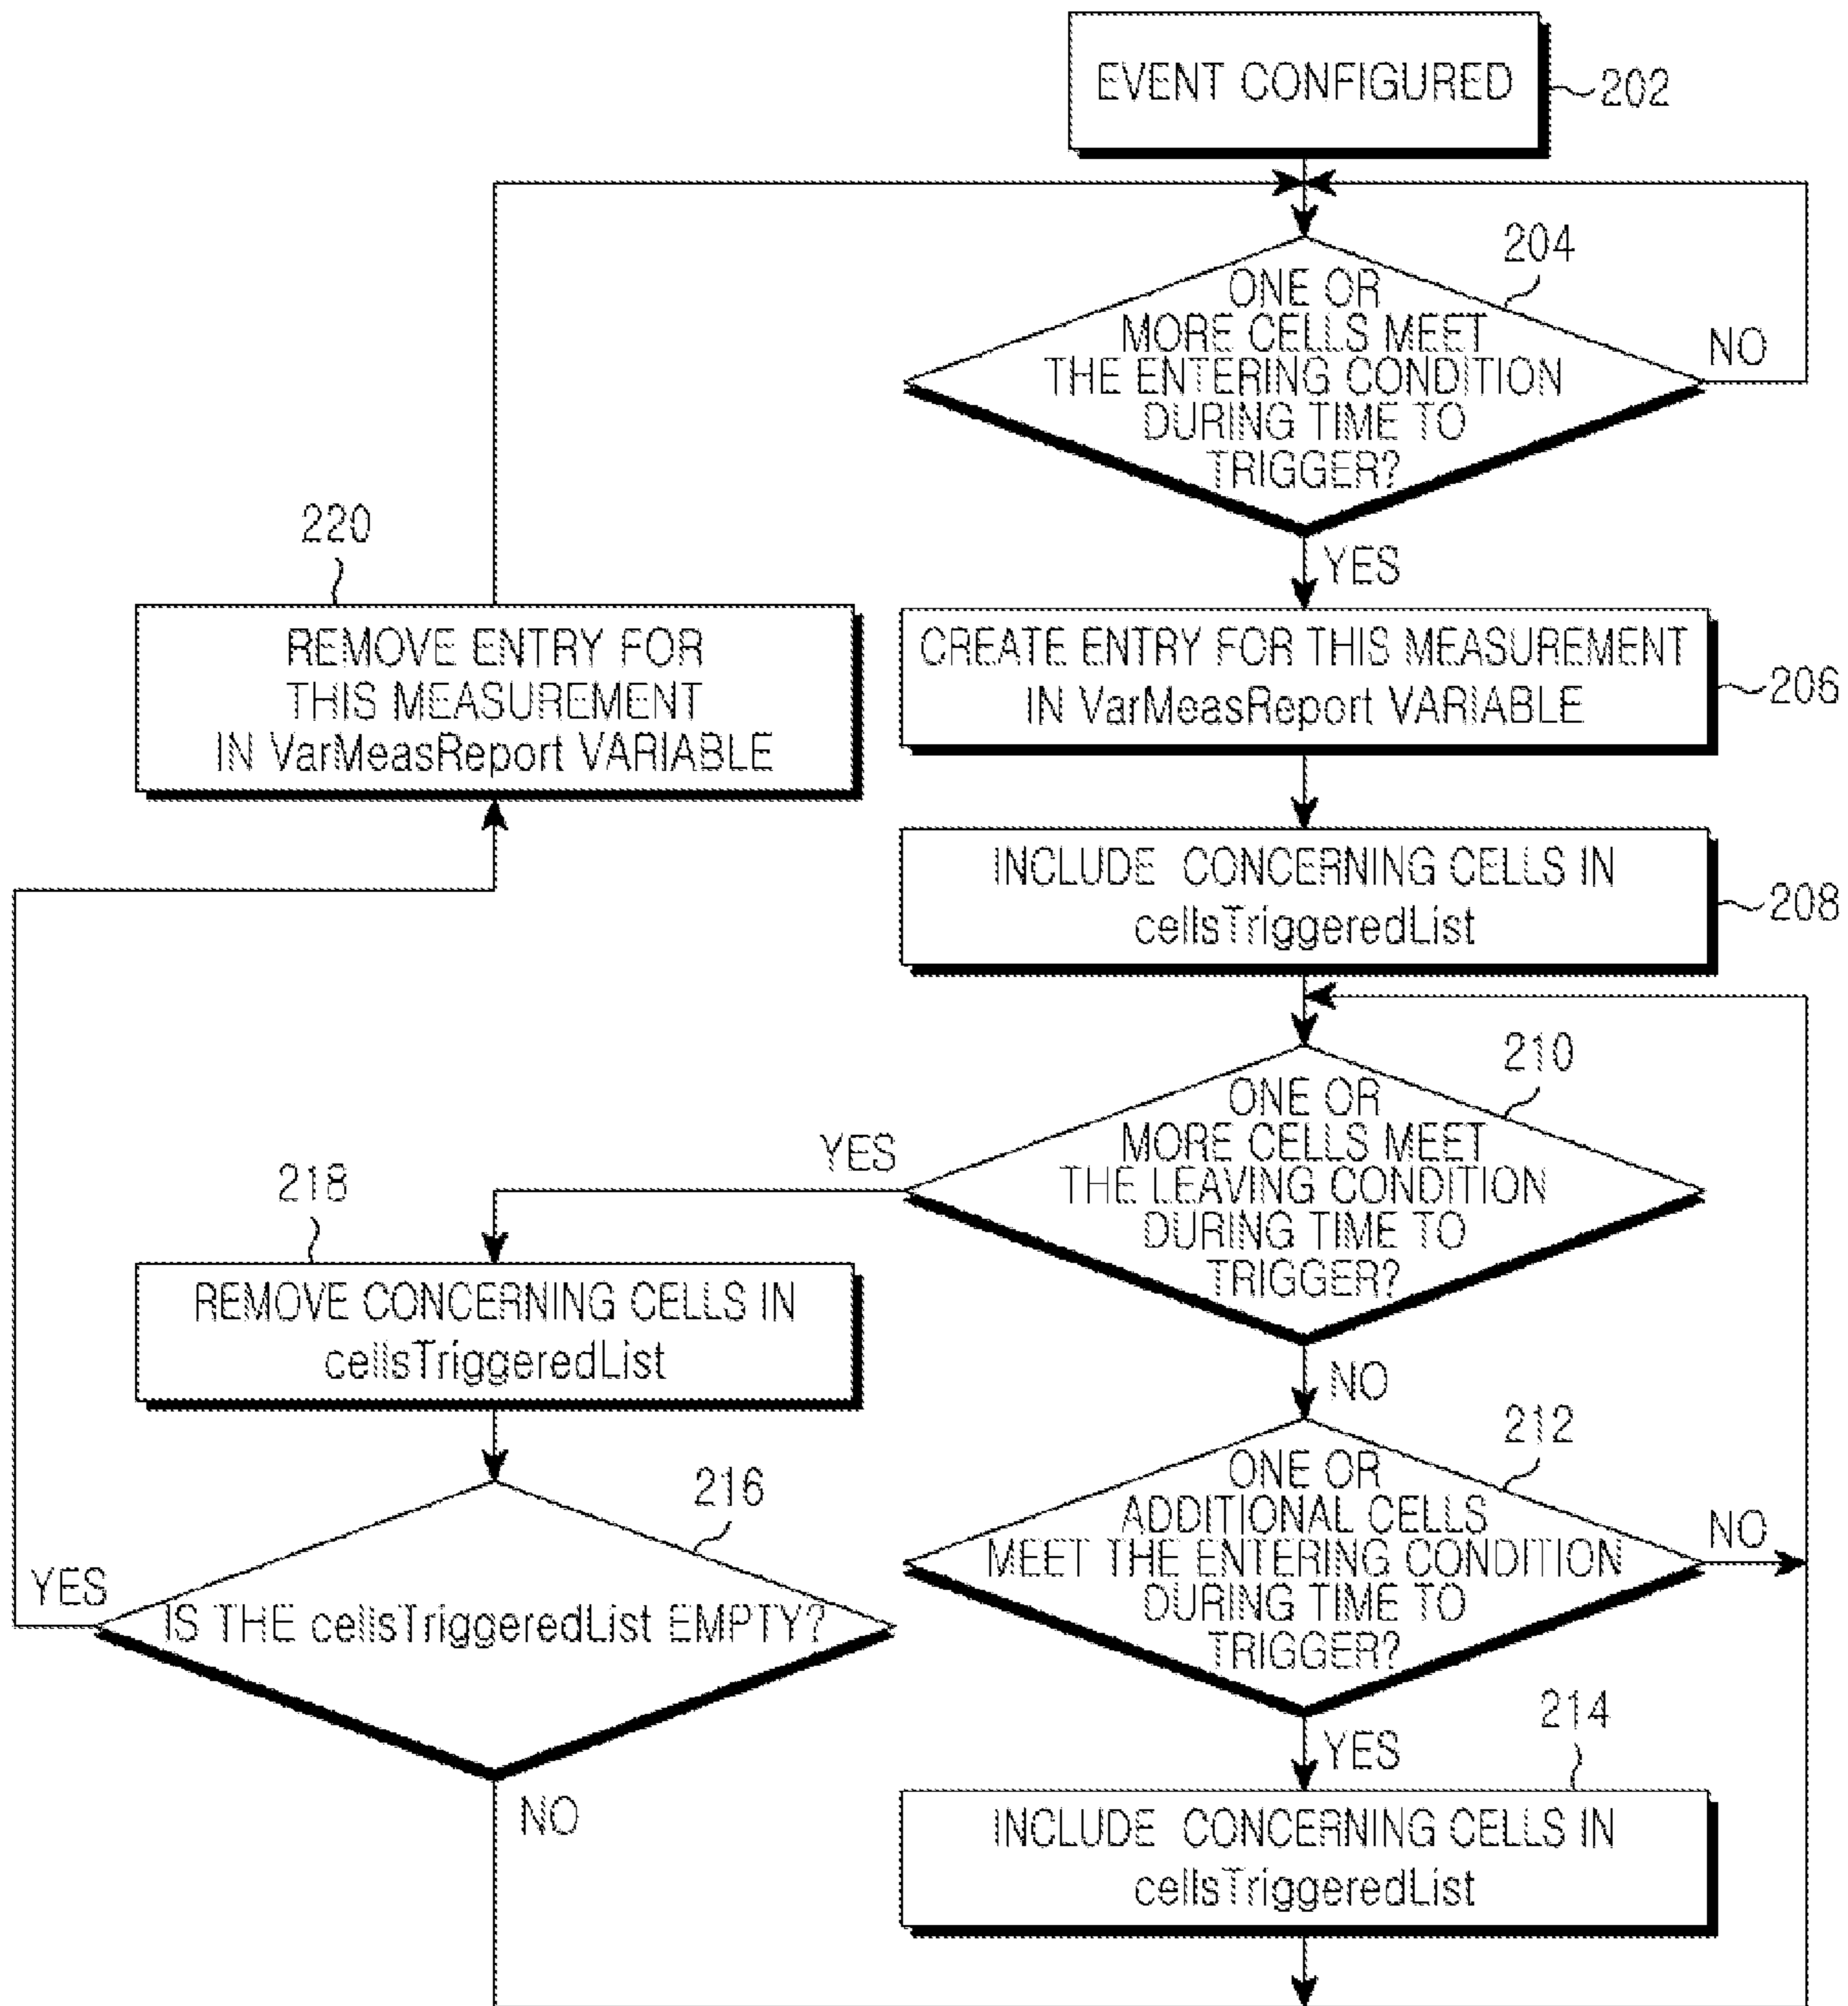 EVENT CONFIGURED
202
204
ONE OR
MORE CELLS MEET
THE ENTERING CONDITION
DURING TIME TO
TRIGGER?
NO
YES
220
REMOVE ENTRY FOR
THIS MEASUREMENT
IN VarMeasReport VARIABLE
CREATE ENTRY FOR THIS MEASUREMENT
IN VarMeasReport VARIABLE
206
INCLUDE CONCERNING CELLS IN
cellsTriggeredList
208
210
ONE OR
MORE CELLS MEET
THE LEAVING CONDITION
DURING TIME TO
TRIGGER?
YES
NO
218
REMOVE CONCERNING CELLS IN
cellsTriggeredList
212
ONE OR
ADDITIONAL CELLS
MEET THE ENTERING CONDITION
DURING TIME TO
TRIGGER?
NO
YES
216
IS THE cellsTriggeredList EMPTY?
YES
NO
214
INCLUDE CONCERNING CELLS IN
cellsTriggeredList